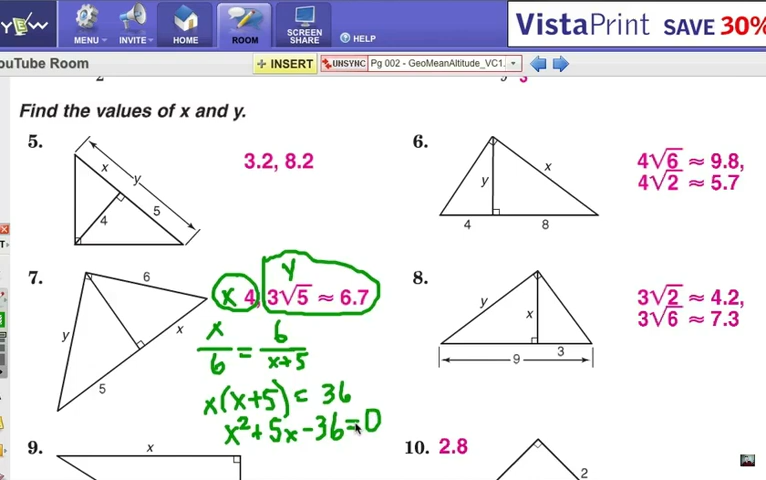 YEW
MENU
INVITE
HOME
ROOM
SCREEN
SHARE
? HELP
VistaPrint SAVE 30%
ouTube Room
+ INSERT
UNSYNC
Pg 002 - GeoMeanAltitude_VC1.
2
3
Find the values of x and y.
5.
x
y
4
5
3.2, 8.2
6.
y
x
4
8
4√6 ≈ 9.8,
4√2 ≈ 5.7
7.
6
y
x
5
y
x 4, 3√5 ≈ 6.7
x/6 = 6/x+5
x(x+5) = 36
x² + 5x - 36 = 0
8.
y
x
9
3
3√2 ≈ 4.2,
3√6 ≈ 7.3
9.
x
10. 2.8
2